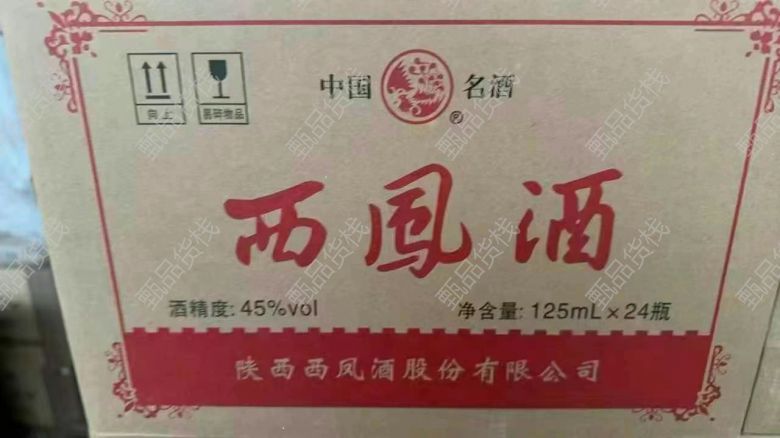 中国 名酒
®
向上 易碎物品
西凤酒
酒精度: 45%vol 净含量: 125mL×24瓶
陕西西凤酒股份有限公司
甄品货栈